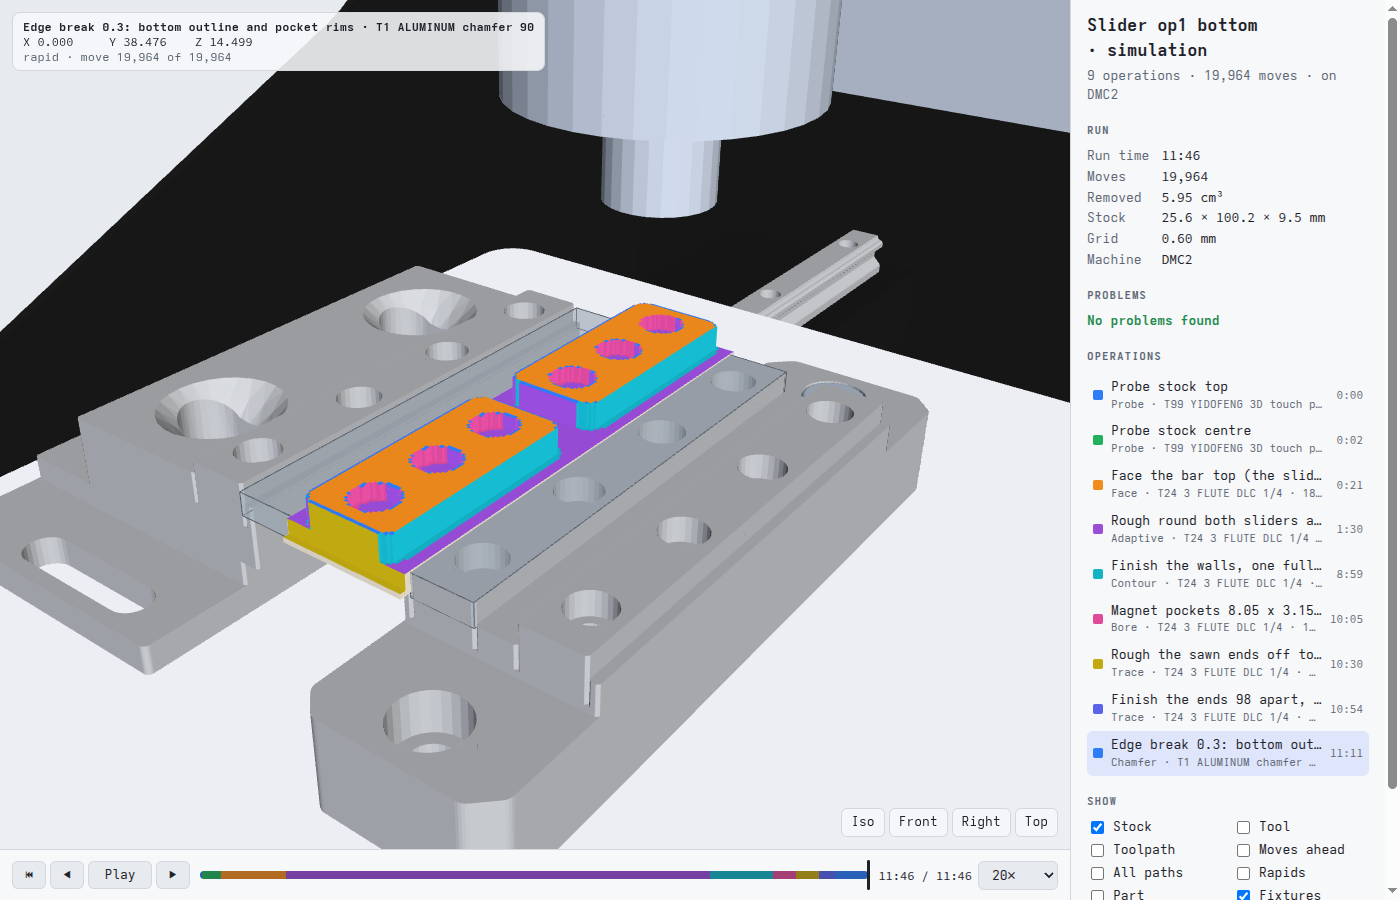 Edge break 0.3: bottom outline and pocket rims · T1 ALUMINUM chamfer 90
X 0.000 Y 38.476 Z 14.499
rapid · move 19,964 of 19,964
Iso Front Right Top
Play
11:46 / 11:46
20×
Slider op1 bottom
· simulation
9 operations · 19,964 moves · on
DMC2
RUN
Run time 11:46
Moves 19,964
Removed 5.95 cm³
Stock 25.6 × 100.2 × 9.5 mm
Grid 0.60 mm
Machine DMC2
PROBLEMS
No problems found
OPERATIONS
Probe stock top 0:00
Probe · T99 YIDOFENG 3D touch p…
Probe stock centre 0:02
Probe · T99 YIDOFENG 3D touch p…
Face the bar top (the slid… 0:21
Face · T24 3 FLUTE DLC 1/4 · 18…
Rough round both sliders a… 1:30
Adaptive · T24 3 FLUTE DLC 1/4 …
Finish the walls, one full… 8:59
Contour · T24 3 FLUTE DLC 1/4 ·…
Magnet pockets 8.05 x 3.15… 10:05
Bore · T24 3 FLUTE DLC 1/4 · 1…
Rough the sawn ends off to… 10:30
Trace · T24 3 FLUTE DLC 1/4 · …
Finish the ends 98 apart, … 10:54
Trace · T24 3 FLUTE DLC 1/4 · …
Edge break 0.3: bottom out… 11:11
Chamfer · T1 ALUMINUM chamfer …
SHOW
Stock Tool
Toolpath Moves ahead
All paths Rapids
Part Fixtures